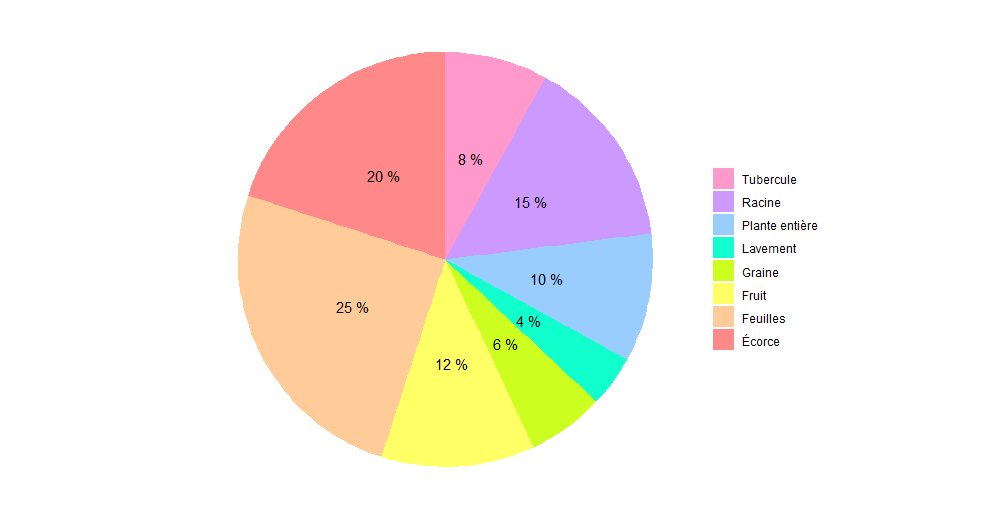 8 %
20 %
15 %
10 %
25 %
4 %
6 %
12 %
Tubercule
Racine
Plante entière
Lavement
Graine
Fruit
Feuilles
Écorce